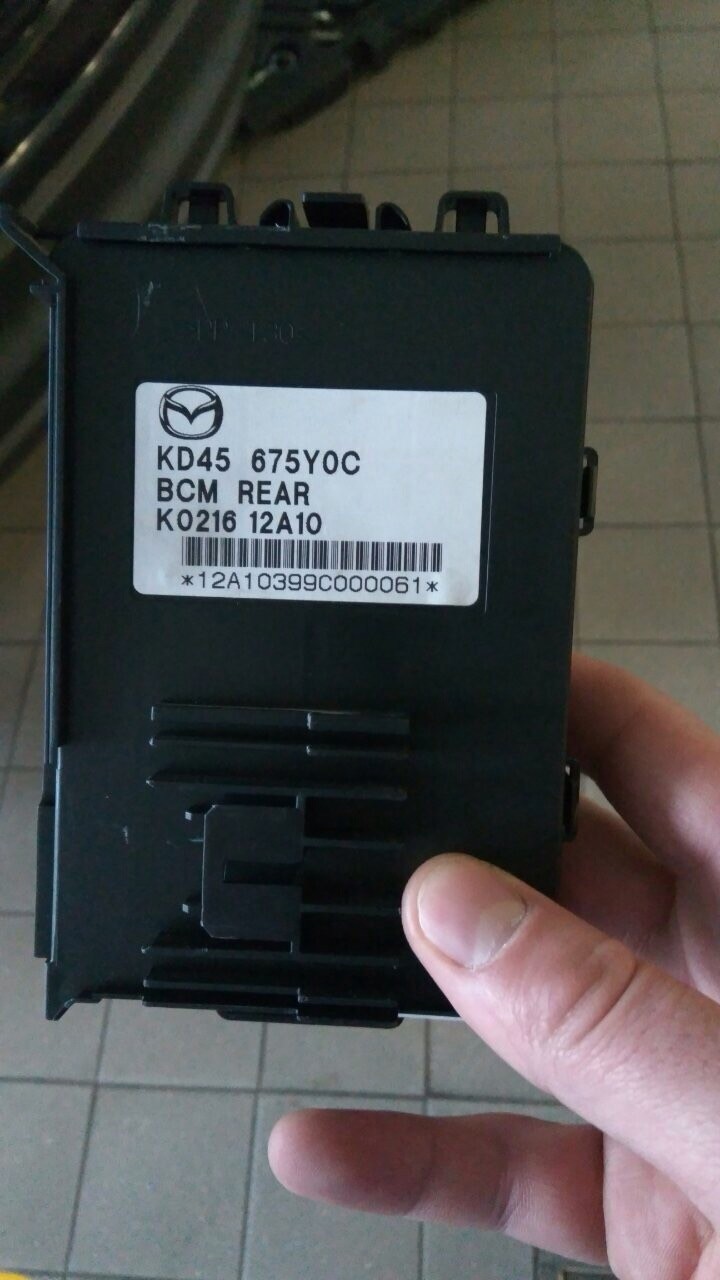 KD45 675Y0C
BCM REAR
K0216 12A10
*12A10399C000061*